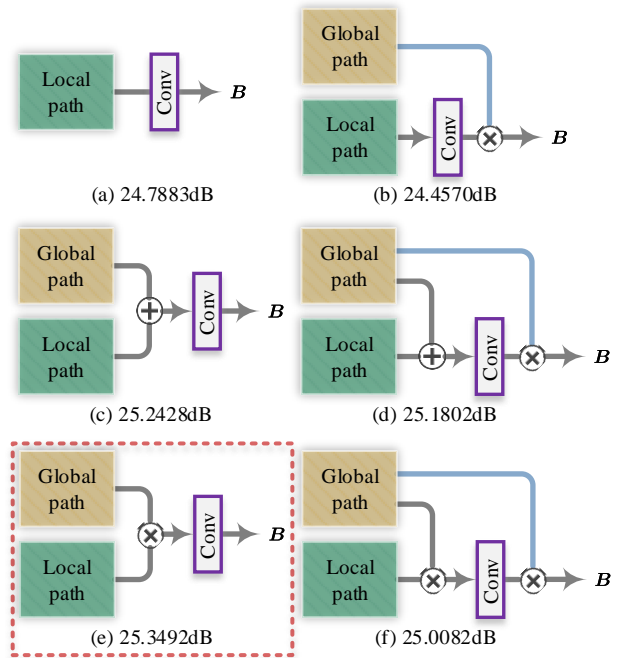 Local
path
Conv
B
(a) 24.7883dB
Global
path
Local
path
Conv
B
(b) 24.4570dB
Global
path
Local
path
Conv
B
(c) 25.2428dB
Global
path
Local
path
Conv
B
(d) 25.1802dB
Global
path
Local
path
Conv
B
(e) 25.3492dB
Global
path
Local
path
Conv
B
(f) 25.0082dB